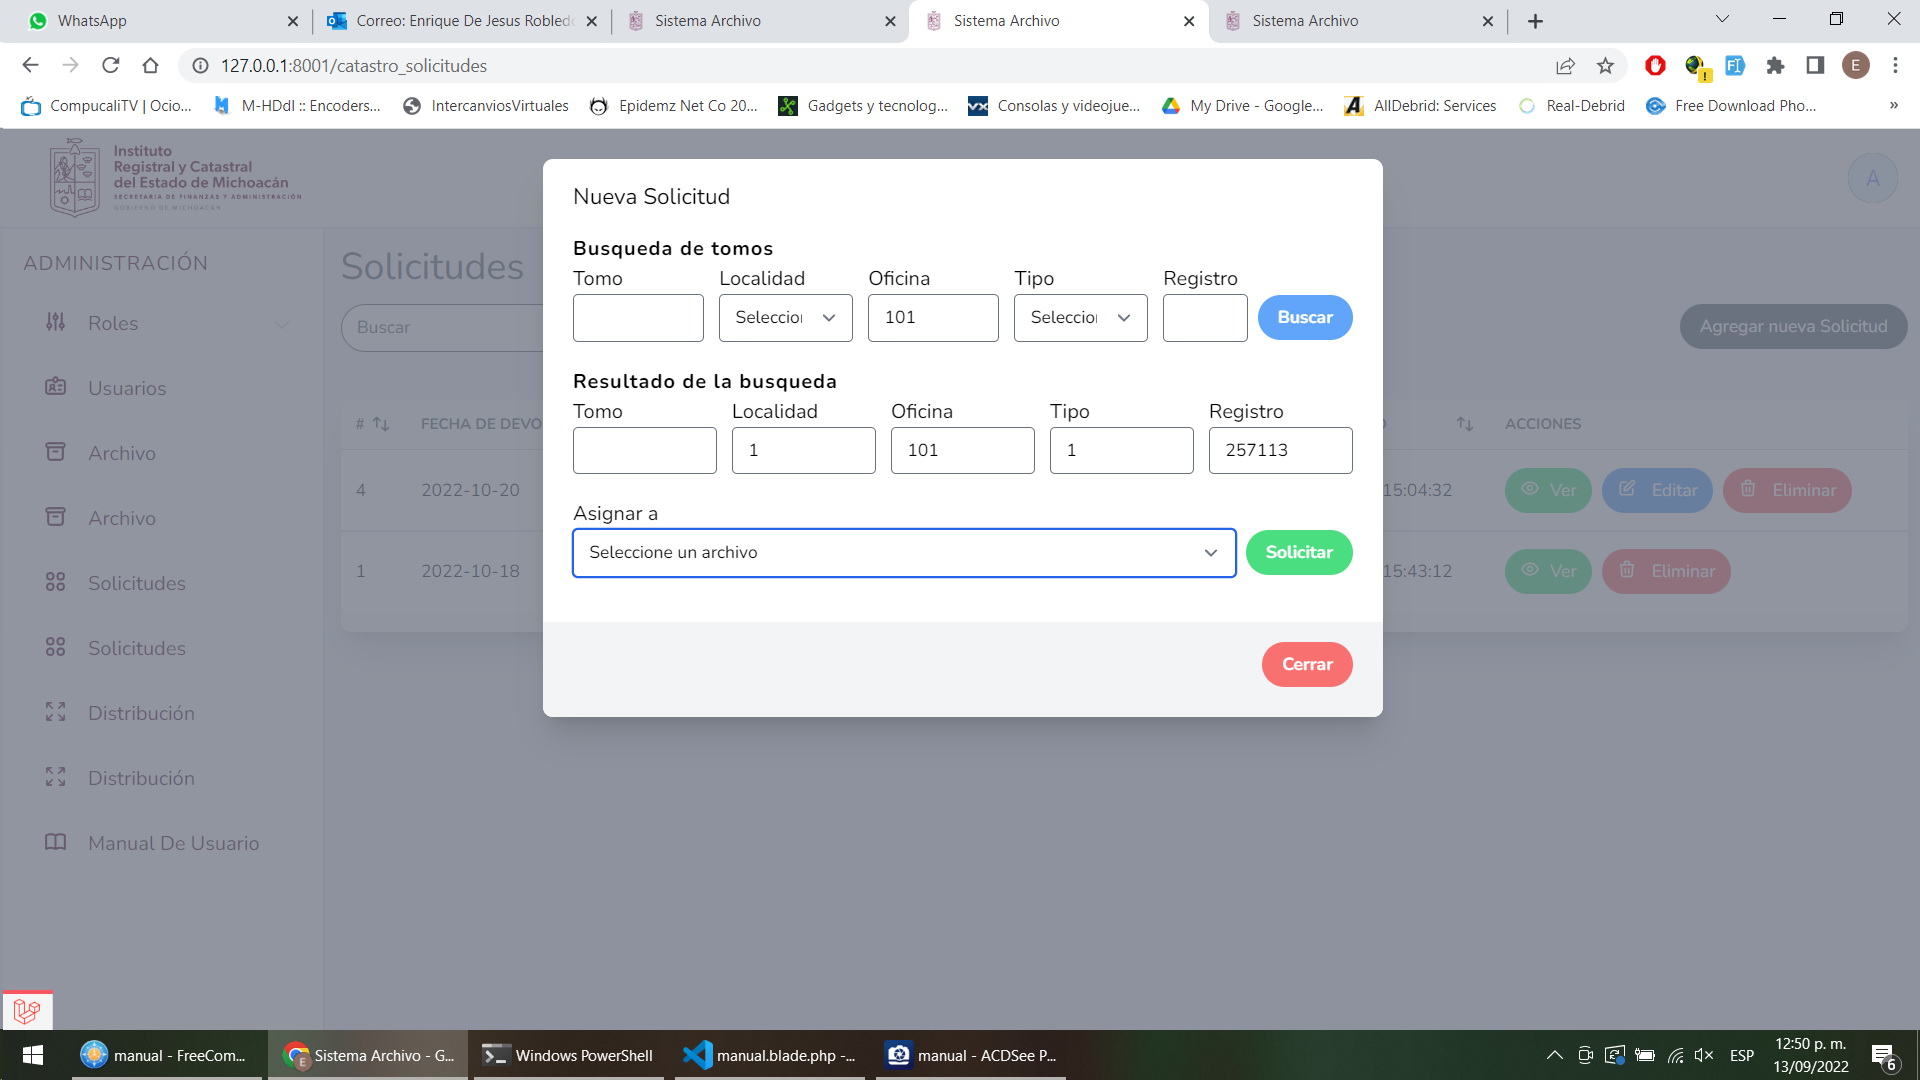 WhatsApp
Correo: Enrique De Jesus Robled
Sistema Archivo
Sistema Archivo
Sistema Archivo
127.0.0.1:8001/catastro_solicitudes
E
CompucaliTV | Ocio...
M-HDdl :: Encoders...
IntercanviosVirtuales
Epidemz Net Co 20...
Gadgets y tecnolog...
Consolas y videojue...
My Drive - Google...
AllDebrid: Services
Real-Debrid
Free Download Pho...
»
Instituto
Registral y Catastral
del Estado de Michoacán
SECRETARÍA DE FINANZAS Y ADMINISTRACIÓN
GOBIERNO DE MICHOACÁN
A
ADMINISTRACIÓN
Roles
Usuarios
Archivo
Archivo
Solicitudes
Solicitudes
Distribución
Distribución
Manual De Usuario
Solicitudes
Buscar
Agregar nueva Solicitud
# FECHA DE DEVO
ACCIONES
4 2022-10-20
15:04:32 Ver Editar Eliminar
1 2022-10-18
15:43:12 Ver Eliminar
Nueva Solicitud
Busqueda de tomos
Tomo Localidad Oficina Tipo Registro
Seleccio 101 Seleccio Buscar
Resultado de la busqueda
Tomo Localidad Oficina Tipo Registro
1 101 1 257113
Asignar a
Seleccione un archivo Solicitar
Cerrar
manual - FreeCom...
Sistema Archivo - G...
Windows PowerShell
manual.blade.php -...
manual - ACDSee P...
ESP
12:50 p. m.
13/09/2022
6